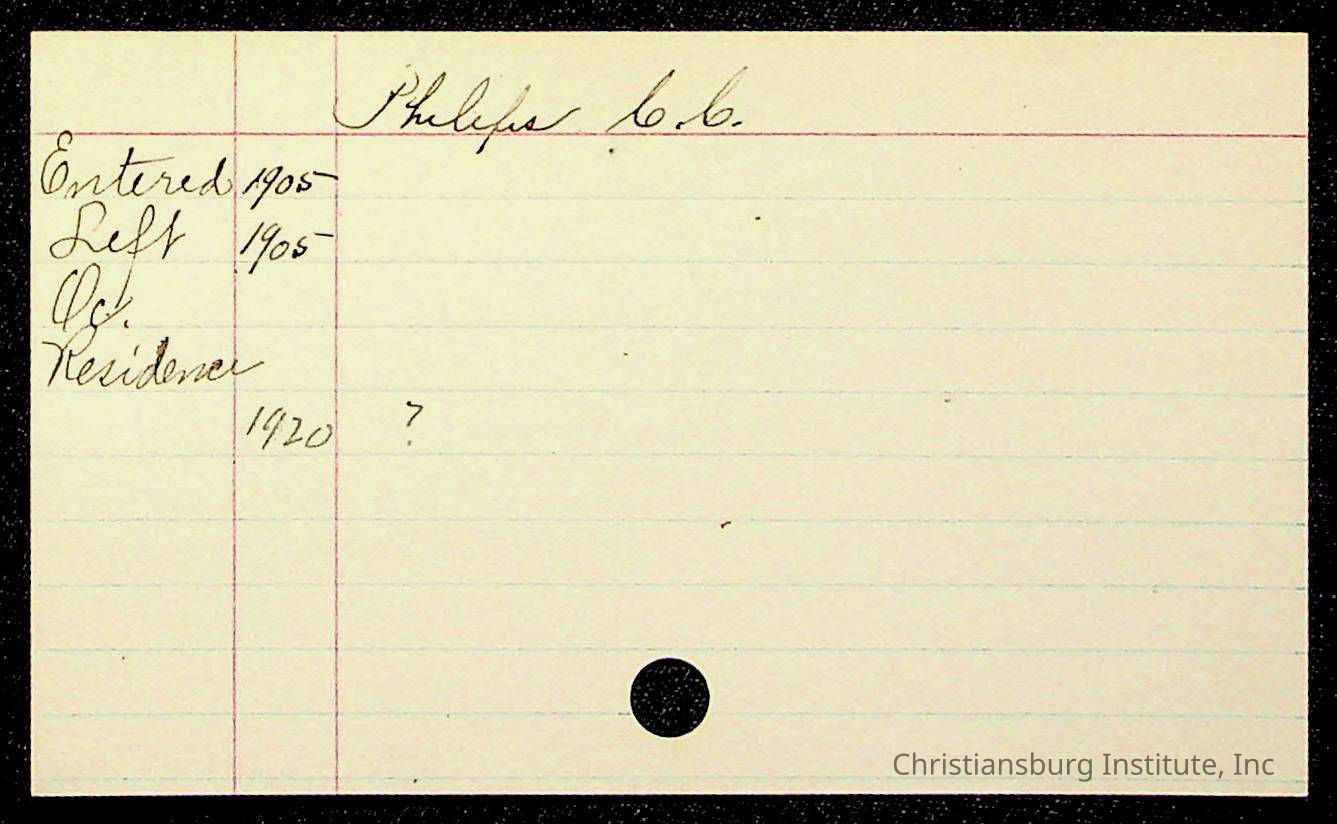 Philips C.C.
Entered 1905
Left 1905
Oc.
Residence
1920 ?
Christiansburg Institute, Inc